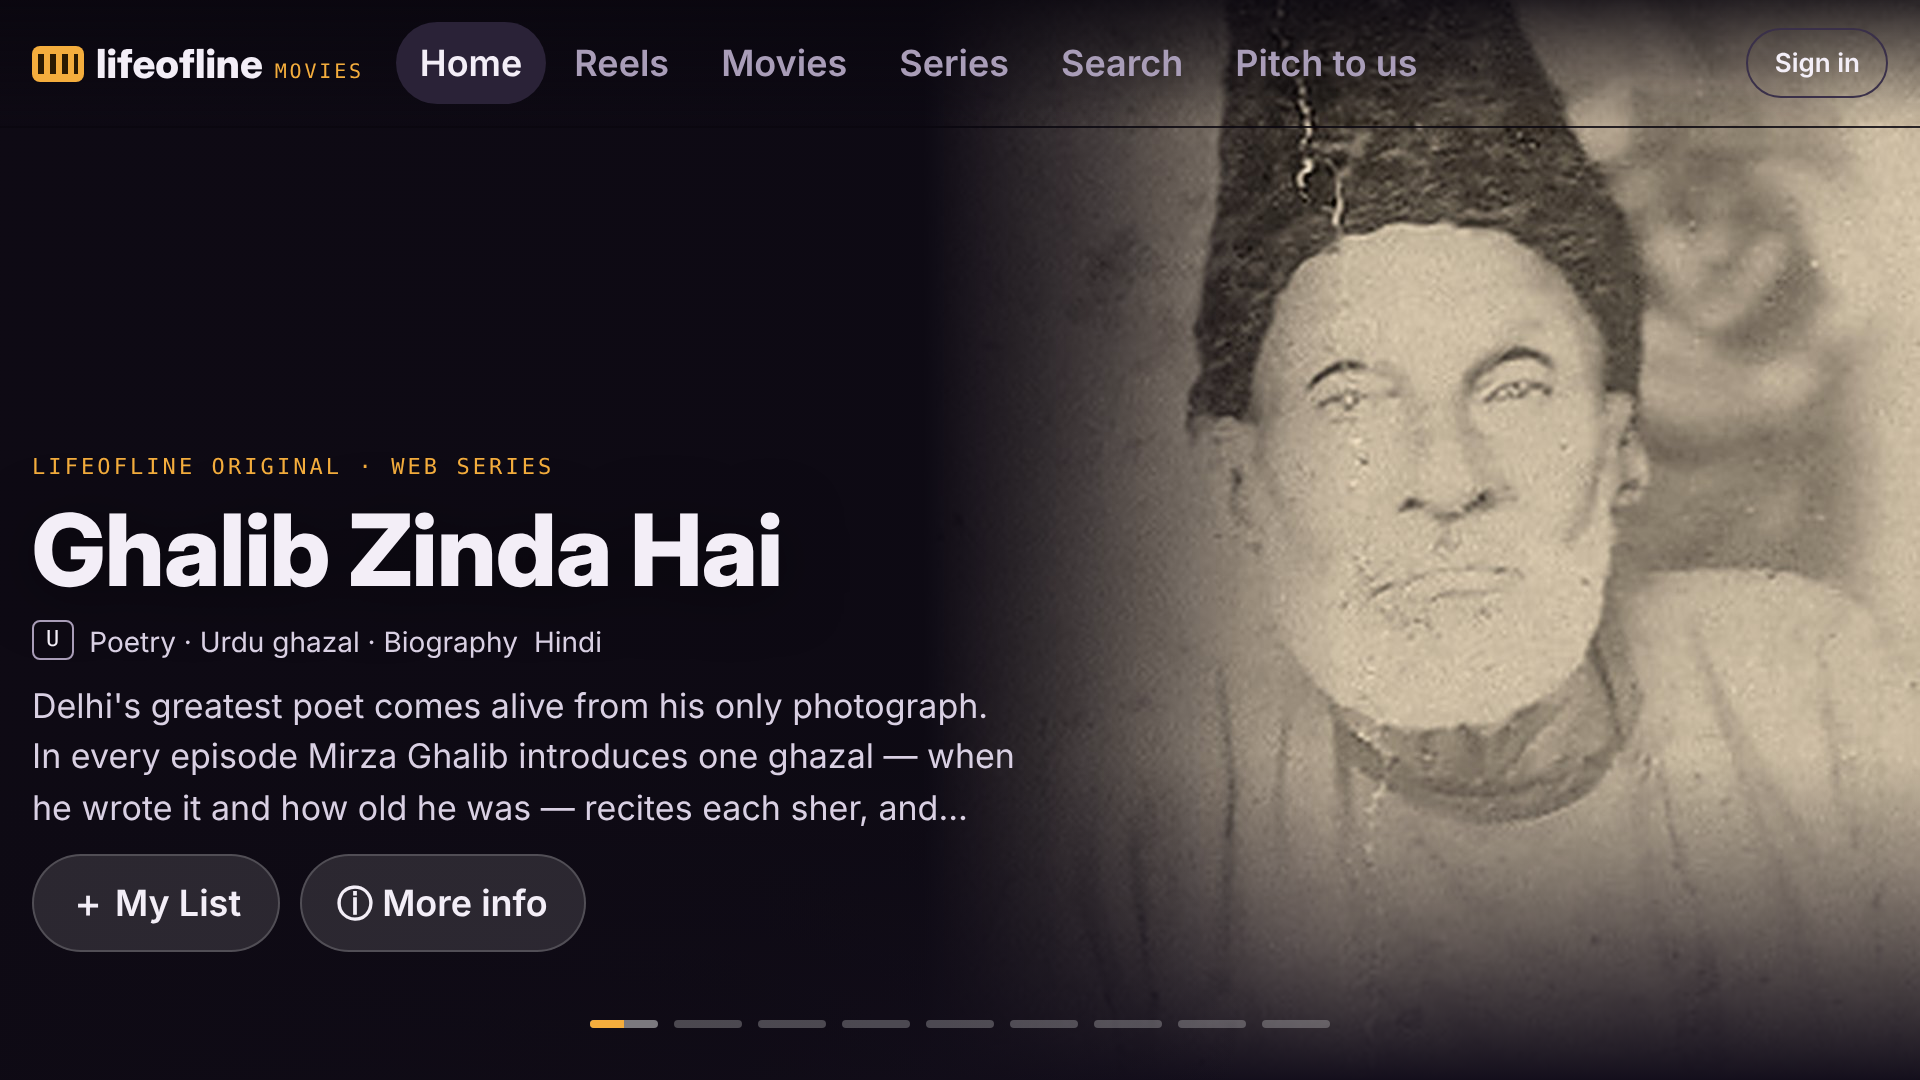 lifeofline MOVIES
Home
Reels
Movies
Series
Search
Pitch to us
Sign in
LIFEOFLINE ORIGINAL · WEB SERIES
Ghalib Zinda Hai
U Poetry · Urdu ghazal · Biography Hindi
Delhi's greatest poet comes alive from his only photograph.
In every episode Mirza Ghalib introduces one ghazal — when
he wrote it and how old he was — recites each sher, and...
+ My List
ⓘ More info